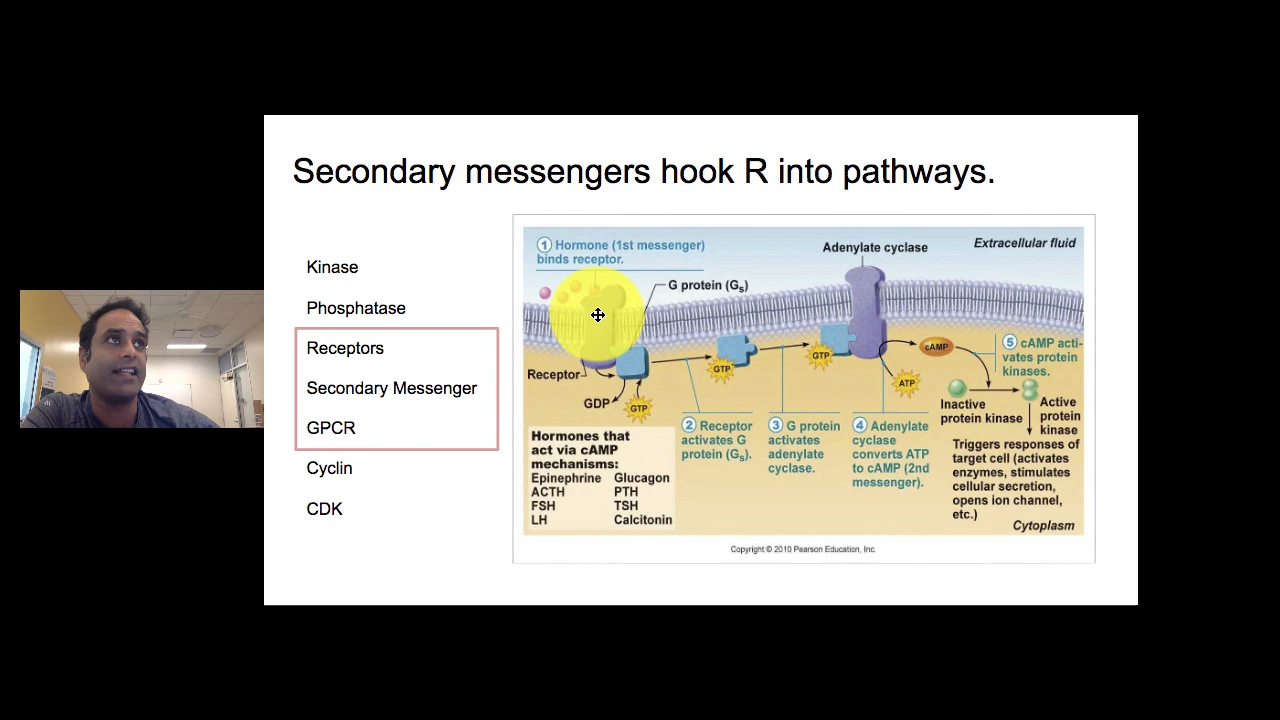 Secondary messengers hook R into pathways.
Kinase
Phosphatase
Receptors
Secondary Messenger
GPCR
Cyclin
CDK
1 Hormone (1st messenger)
binds receptor.
Adenylate cyclase
Extracellular fluid
G protein (Gs)
Receptor
GDP
GTP
GTP
GTP
ATP
cAMP
5 cAMP acti-
vates protein
kinases.
Inactive
protein kinase
Active
protein
kinase
2 Receptor
activates G
protein (Gs).
3 G protein
activates
adenylate
cyclase.
4 Adenylate
cyclase
converts ATP
to cAMP (2nd
messenger).
Triggers responses of
target cell (activates
enzymes, stimulates
cellular secretion,
opens ion channel,
etc.)
Cytoplasm
Hormones that
act via cAMP
mechanisms:
Epinephrine Glucagon
ACTH PTH
FSH TSH
LH Calcitonin
Copyright © 2010 Pearson Education, Inc.